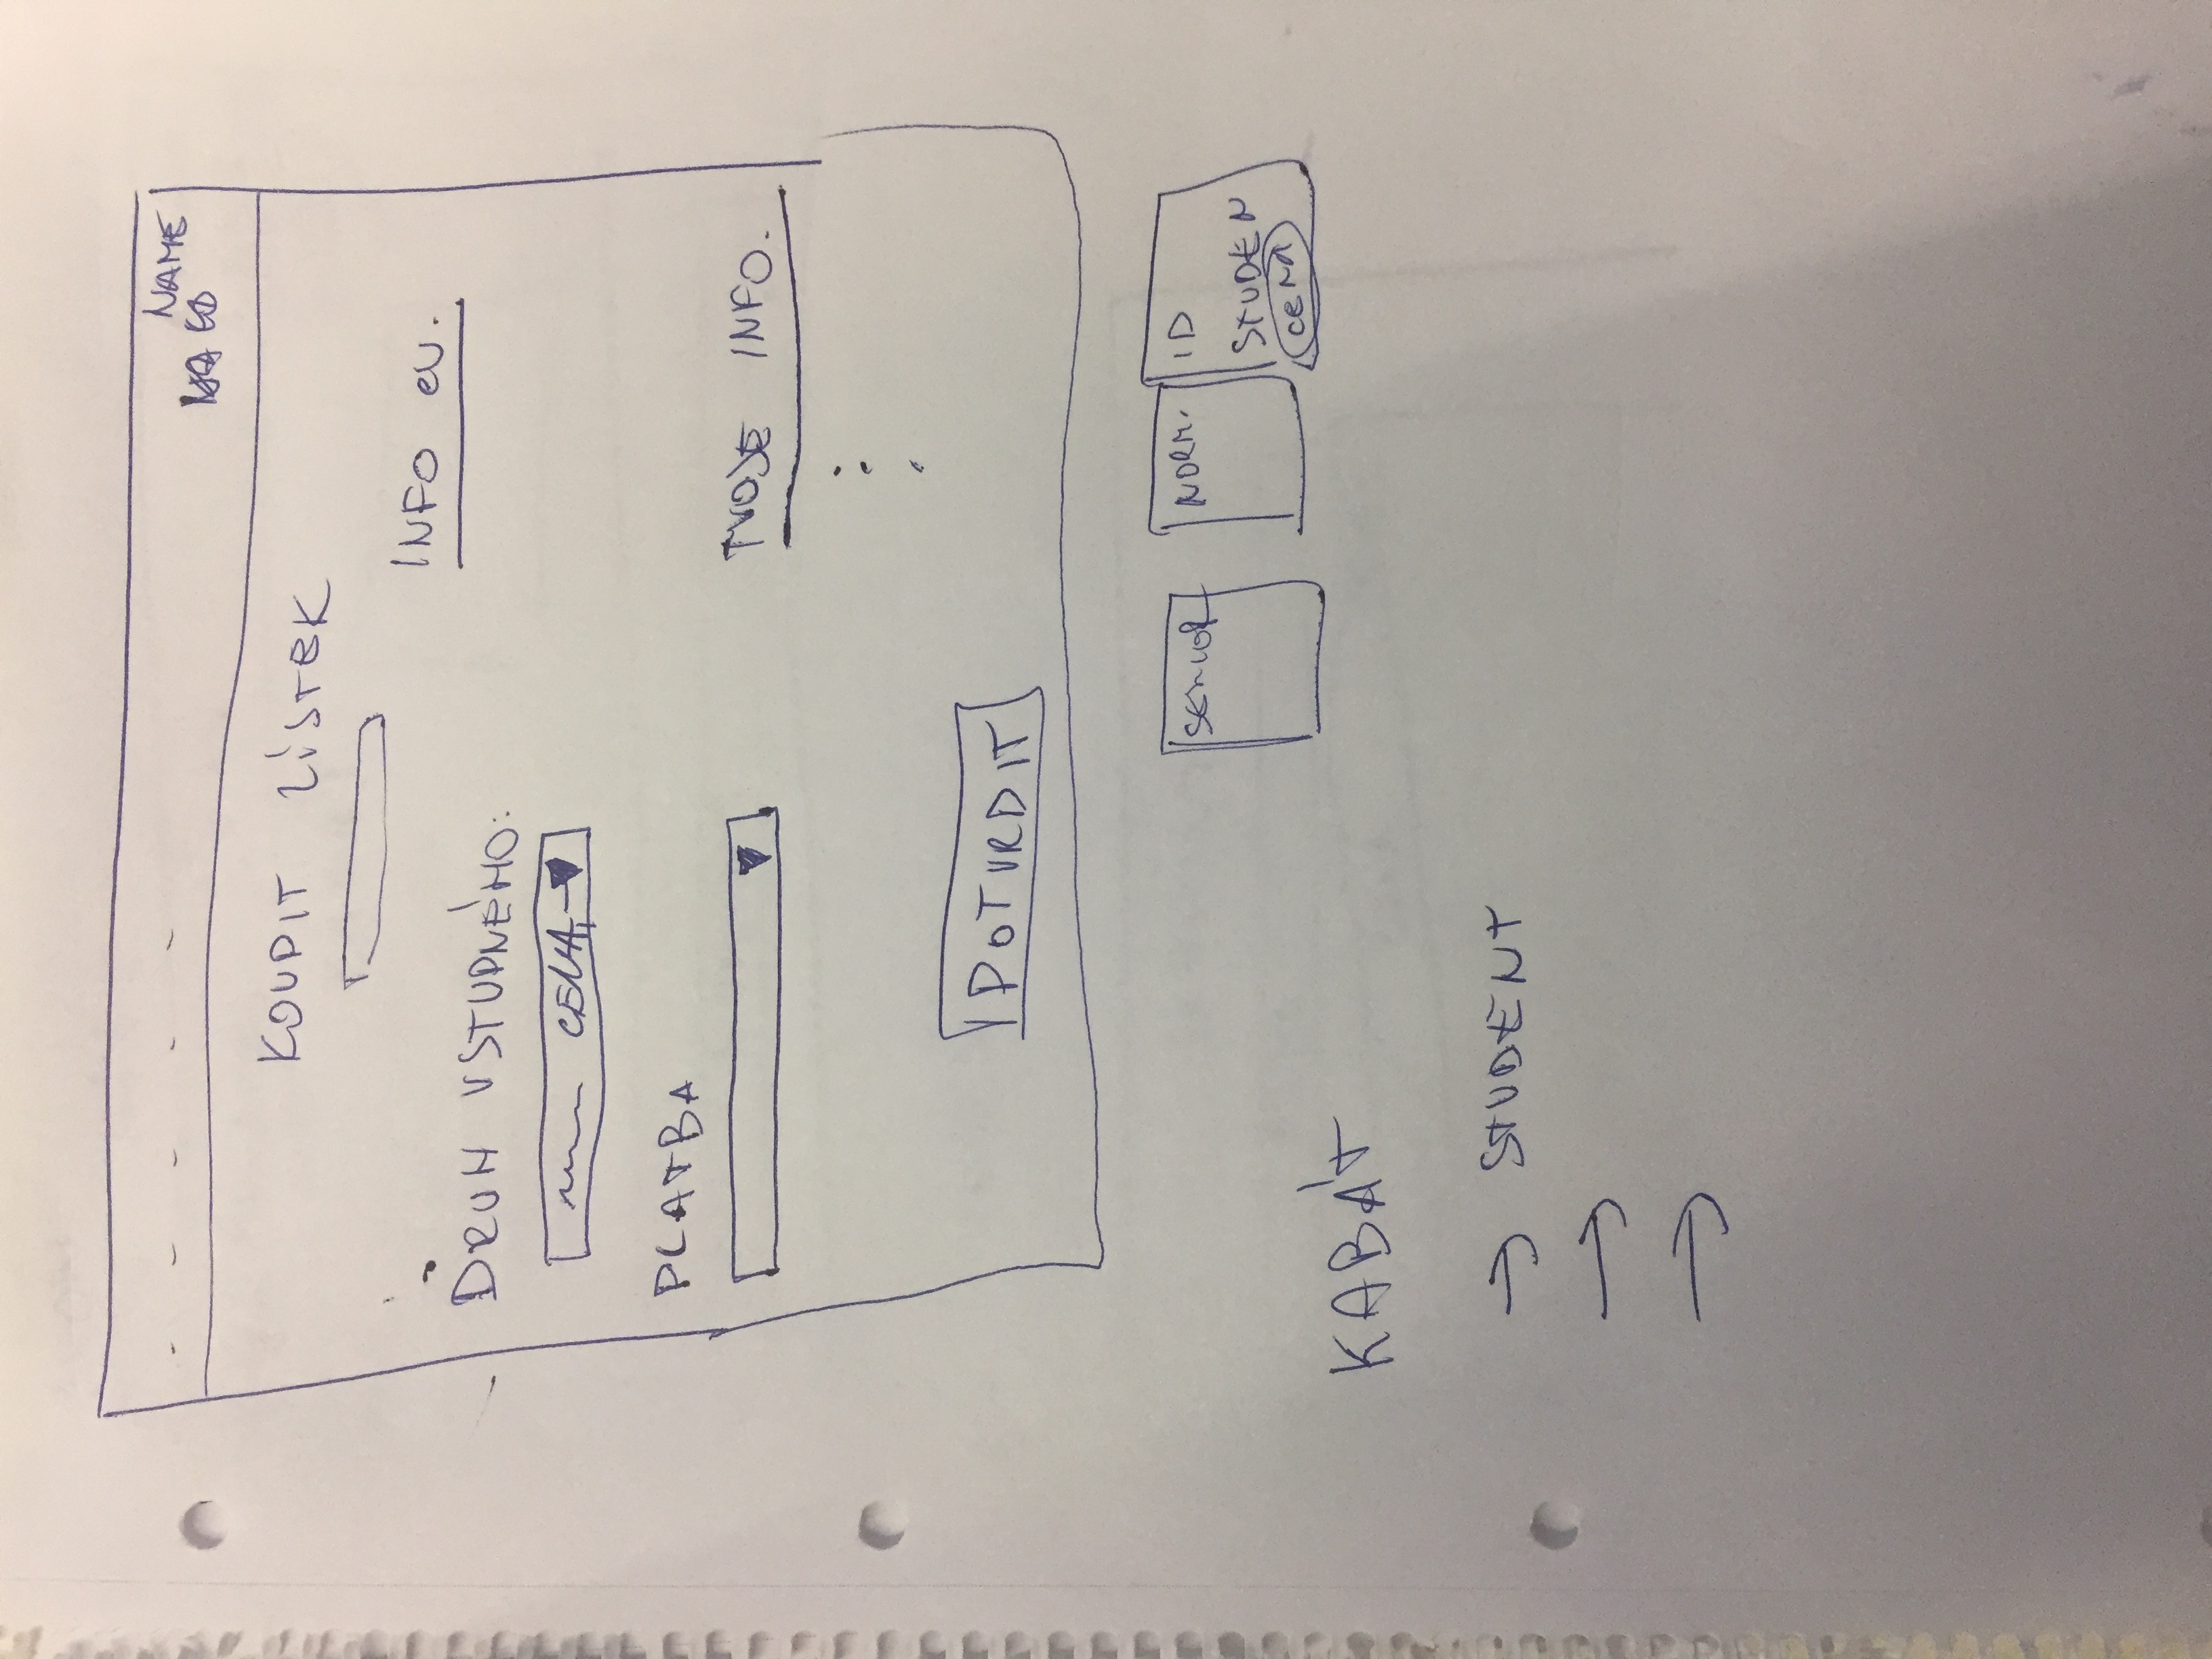 NAME
KOUPIT LÍSTEK
INFO EV.
DRUH VSTUPNÉHO:
CENA
PLATBA
TVOJE INFO.
POTVRDIT
SENIOR
NORM.
ID
STUDEN
CENA
KABÁT
→ STUDENT
→
→